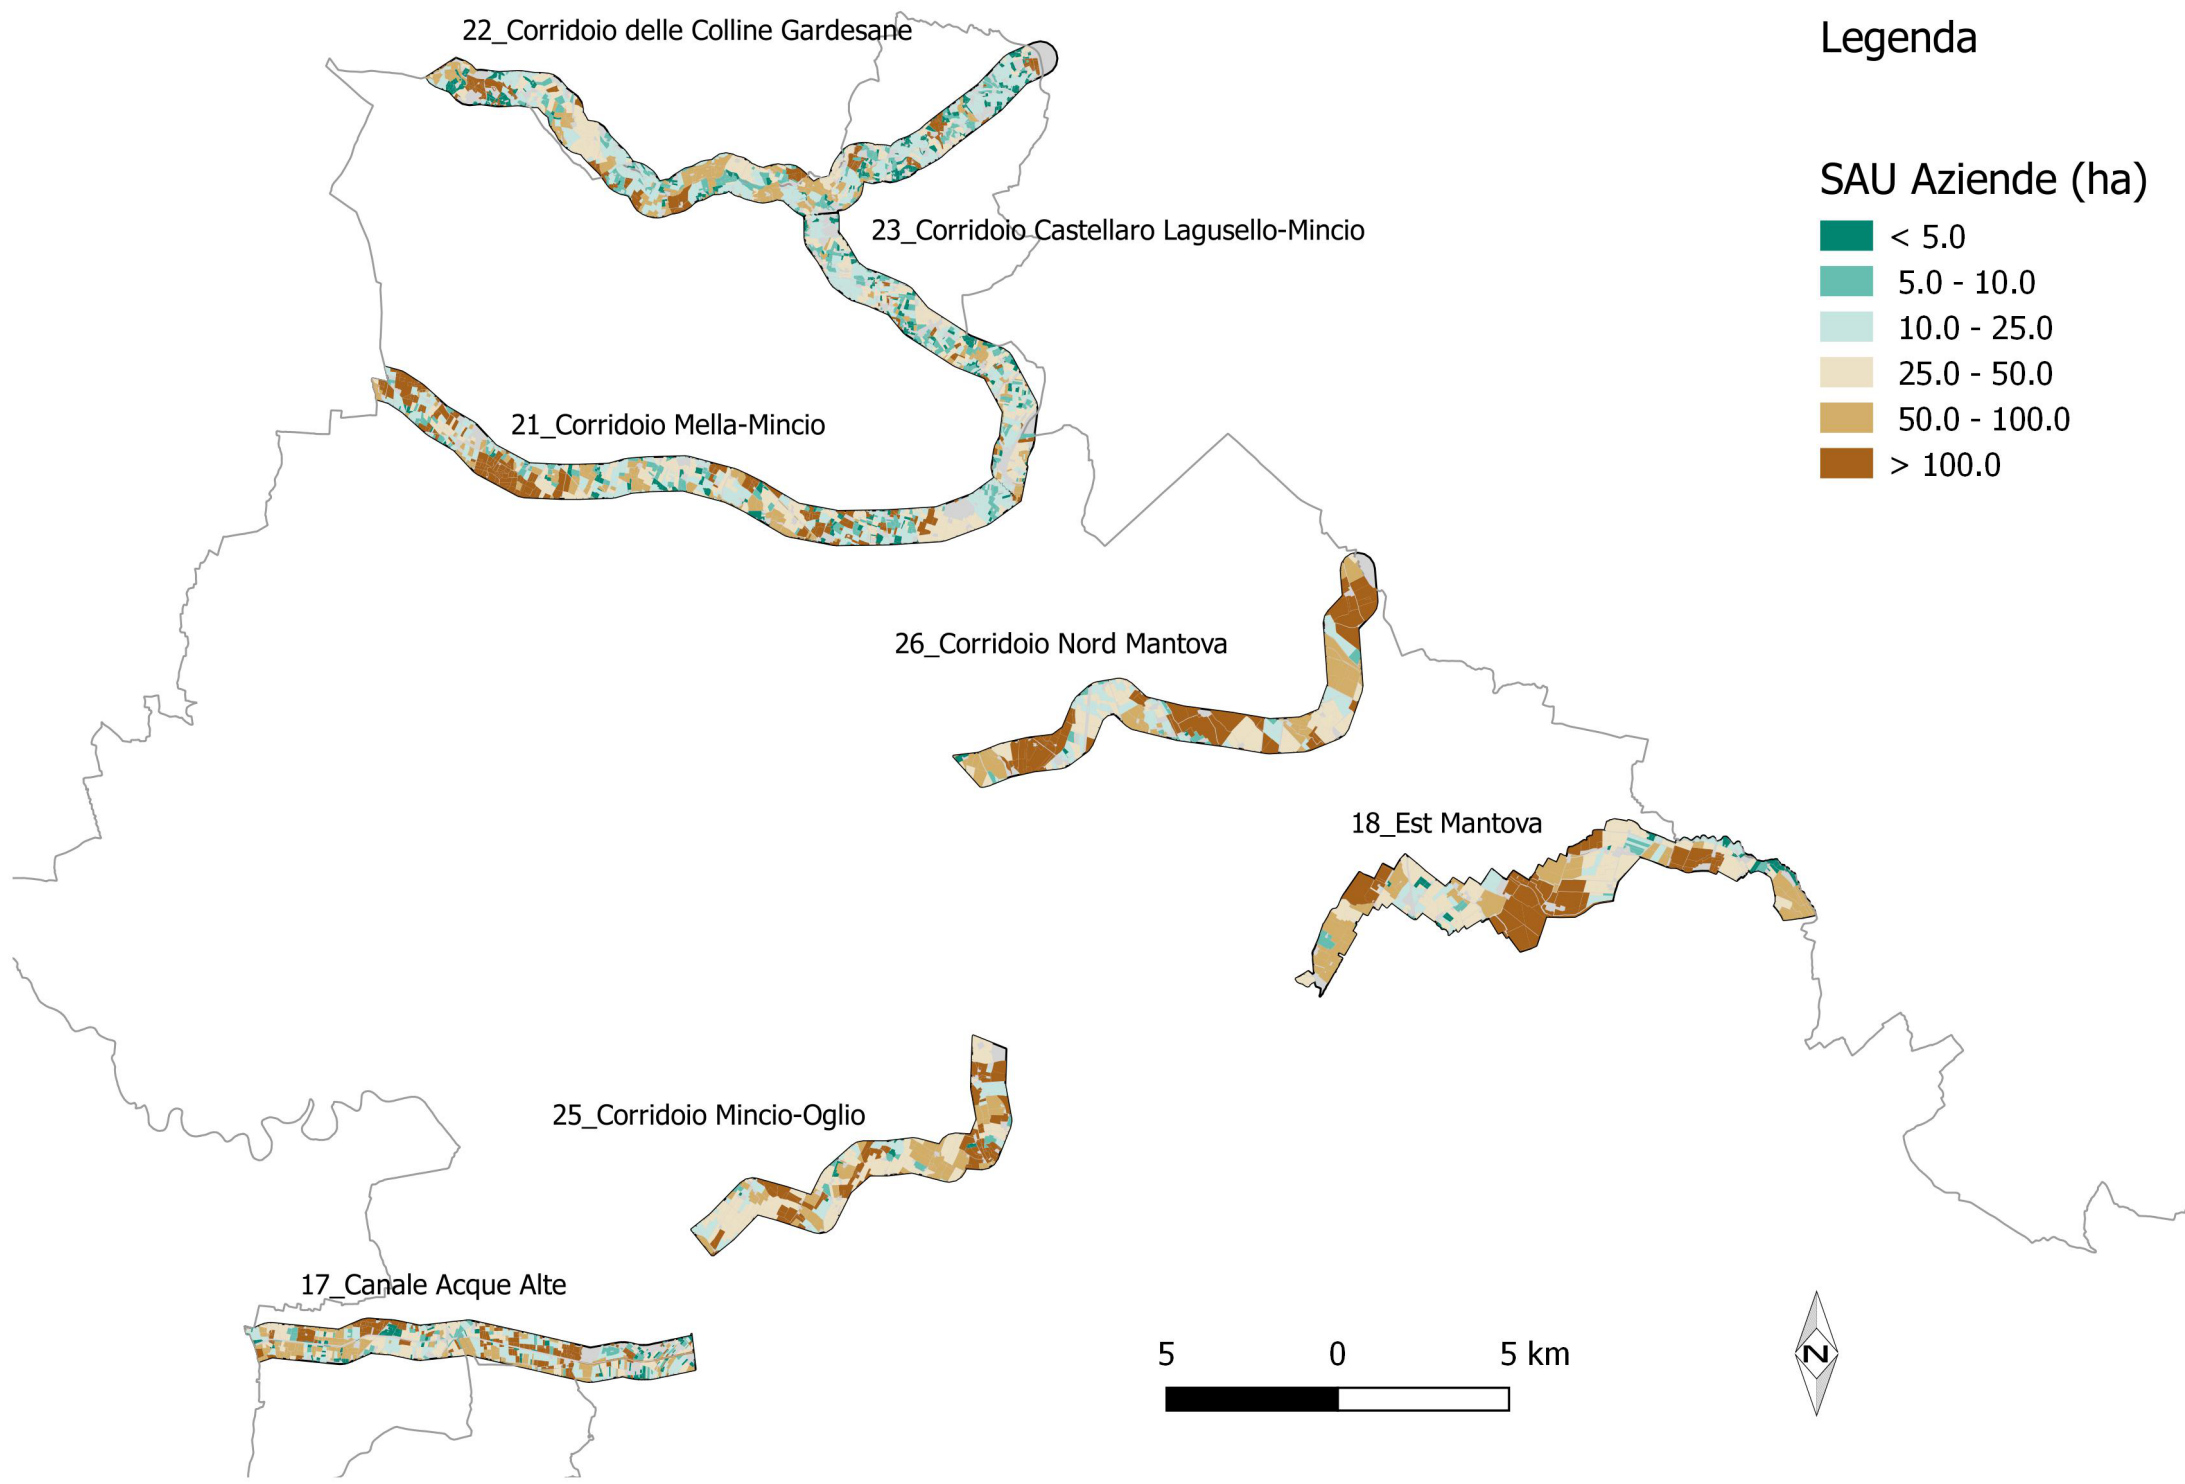 22_Corridoio delle Colline Gardesane
Legenda
SAU Aziende (ha)
< 5.0
5.0 - 10.0
10.0 - 25.0
25.0 - 50.0
50.0 - 100.0
> 100.0
23_Corridoio Castellaro Lagusello-Mincio
21_Corridoio Mella-Mincio
26_Corridoio Nord Mantova
18_Est Mantova
25_Corridoio Mincio-Oglio
17_Canale Acque Alte
5 0 5 km
N